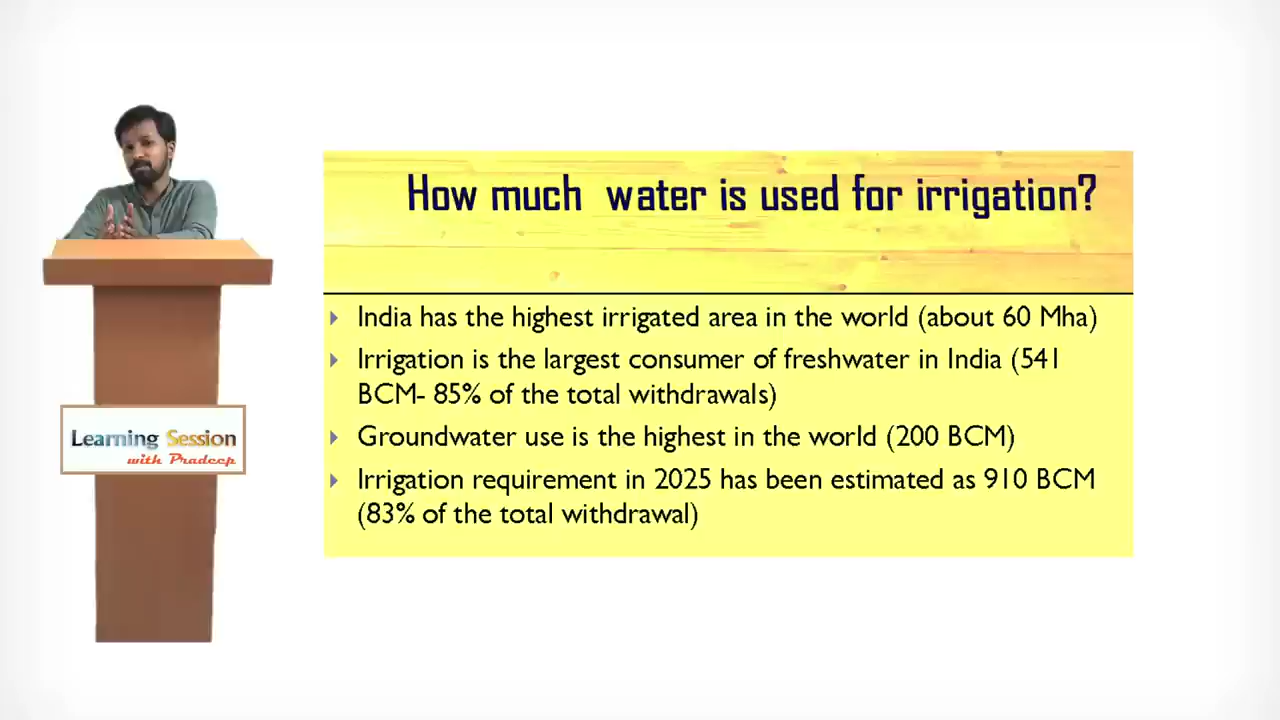 How much water is used for irrigation?
India has the highest irrigated area in the world (about 60 Mha)
Irrigation is the largest consumer of freshwater in India (541
BCM- 85% of the total withdrawals)
Groundwater use is the highest in the world (200 BCM)
Irrigation requirement in 2025 has been estimated as 910 BCM
(83% of the total withdrawal)
Learning Session
with Pradeep